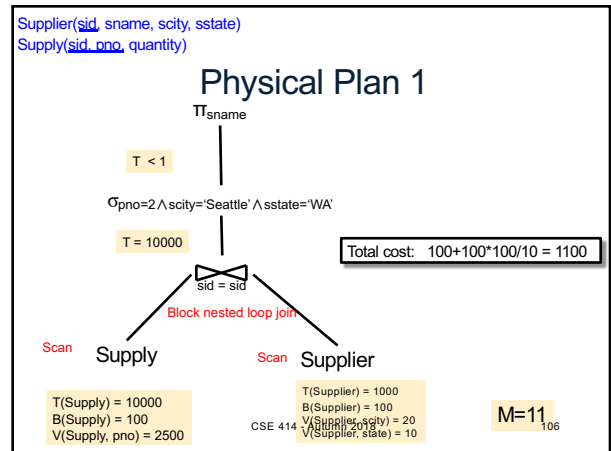 Supplier(sid, sname, scity, sstate)
Supply(sid, pno, quantity)
Physical Plan 1
πsname
T < 1
σpno=2∧scity='Seattle'∧sstate='WA'
T = 10000
Total cost: 100+100*100/10 = 1100
sid = sid
Block nested loop join
Scan Supply
Scan Supplier
T(Supply) = 10000
B(Supply) = 100
V(Supply, pno) = 2500
T(Supplier) = 1000
B(Supplier) = 100
V(Supplier, scity) = 20
V(Supplier, state) = 10
M=11
CSE 414 - Autumn 2018
106